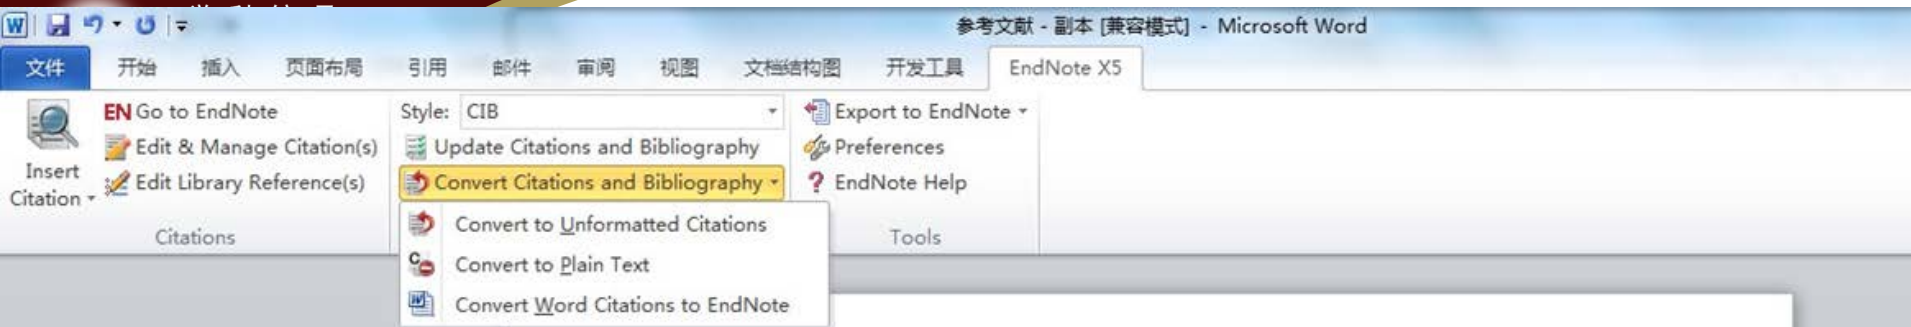 参考文献 - 副本 [兼容模式] - Microsoft Word
文件 开始 插入 页面布局 引用 邮件 审阅 视图 文档结构图 开发工具 EndNote X5
Insert Citation
EN Go to EndNote
Edit & Manage Citation(s)
Edit Library Reference(s)
Citations
Style: CIB
Update Citations and Bibliography
Convert Citations and Bibliography
Convert to Unformatted Citations
Convert to Plain Text
Convert Word Citations to EndNote
Export to EndNote
Preferences
? EndNote Help
Tools